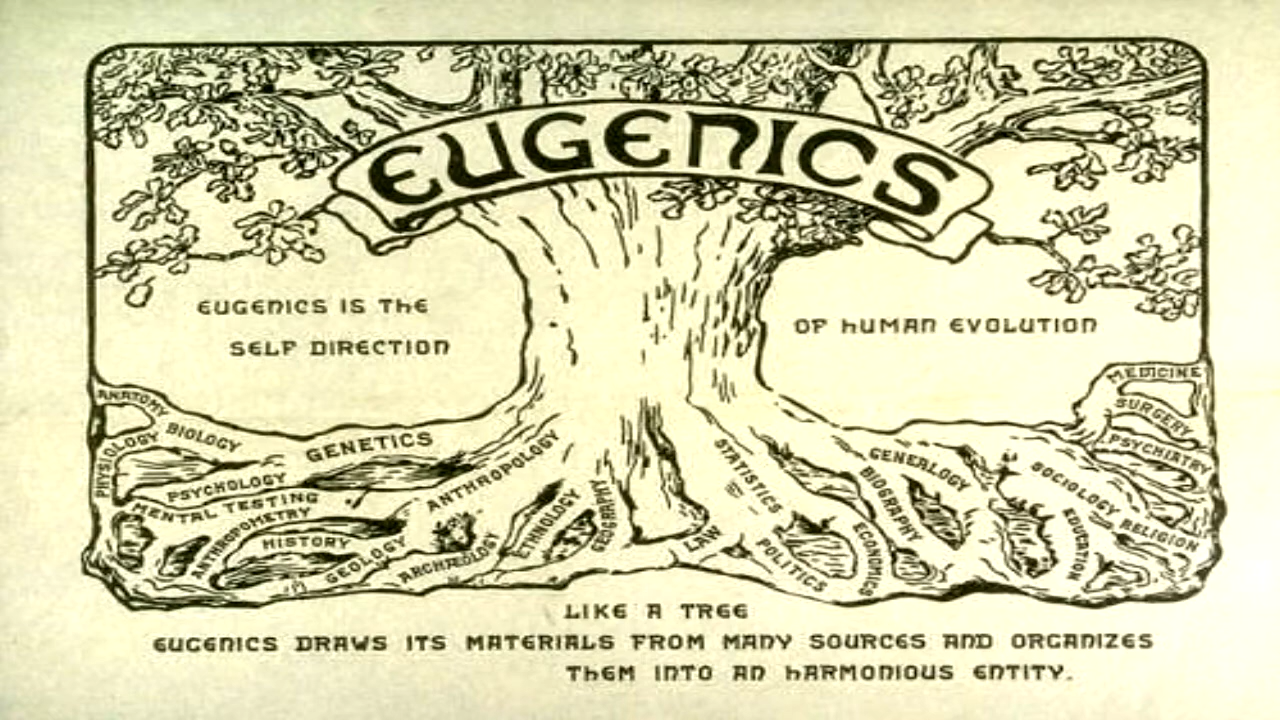 EUGENICS
EUGENICS IS THE
SELF DIRECTION
OF HUMAN EVOLUTION
ANATOMY
BIOLOGY
PHYSIOLOGY
GENETICS
PSYCHOLOGY
MENTAL TESTING
ANTHROPOMETRY
HISTORY
GEOLOGY
ANTHROPOLOGY
ARCHÆOLOGY
ETHNOLOGY
GEOGRAPHY
LAW
STATISTICS
POLITICS
ECONOMICS
BIOGRAPHY
GENEALOGY
EDUCATION
SOCIOLOGY
RELIGION
PSYCHIATRY
SURGERY
MEDICINE
LIKE A TREE
EUGENICS DRAWS ITS MATERIALS FROM MANY SOURCES AND ORGANIZES
THEM INTO AN HARMONIOUS ENTITY.